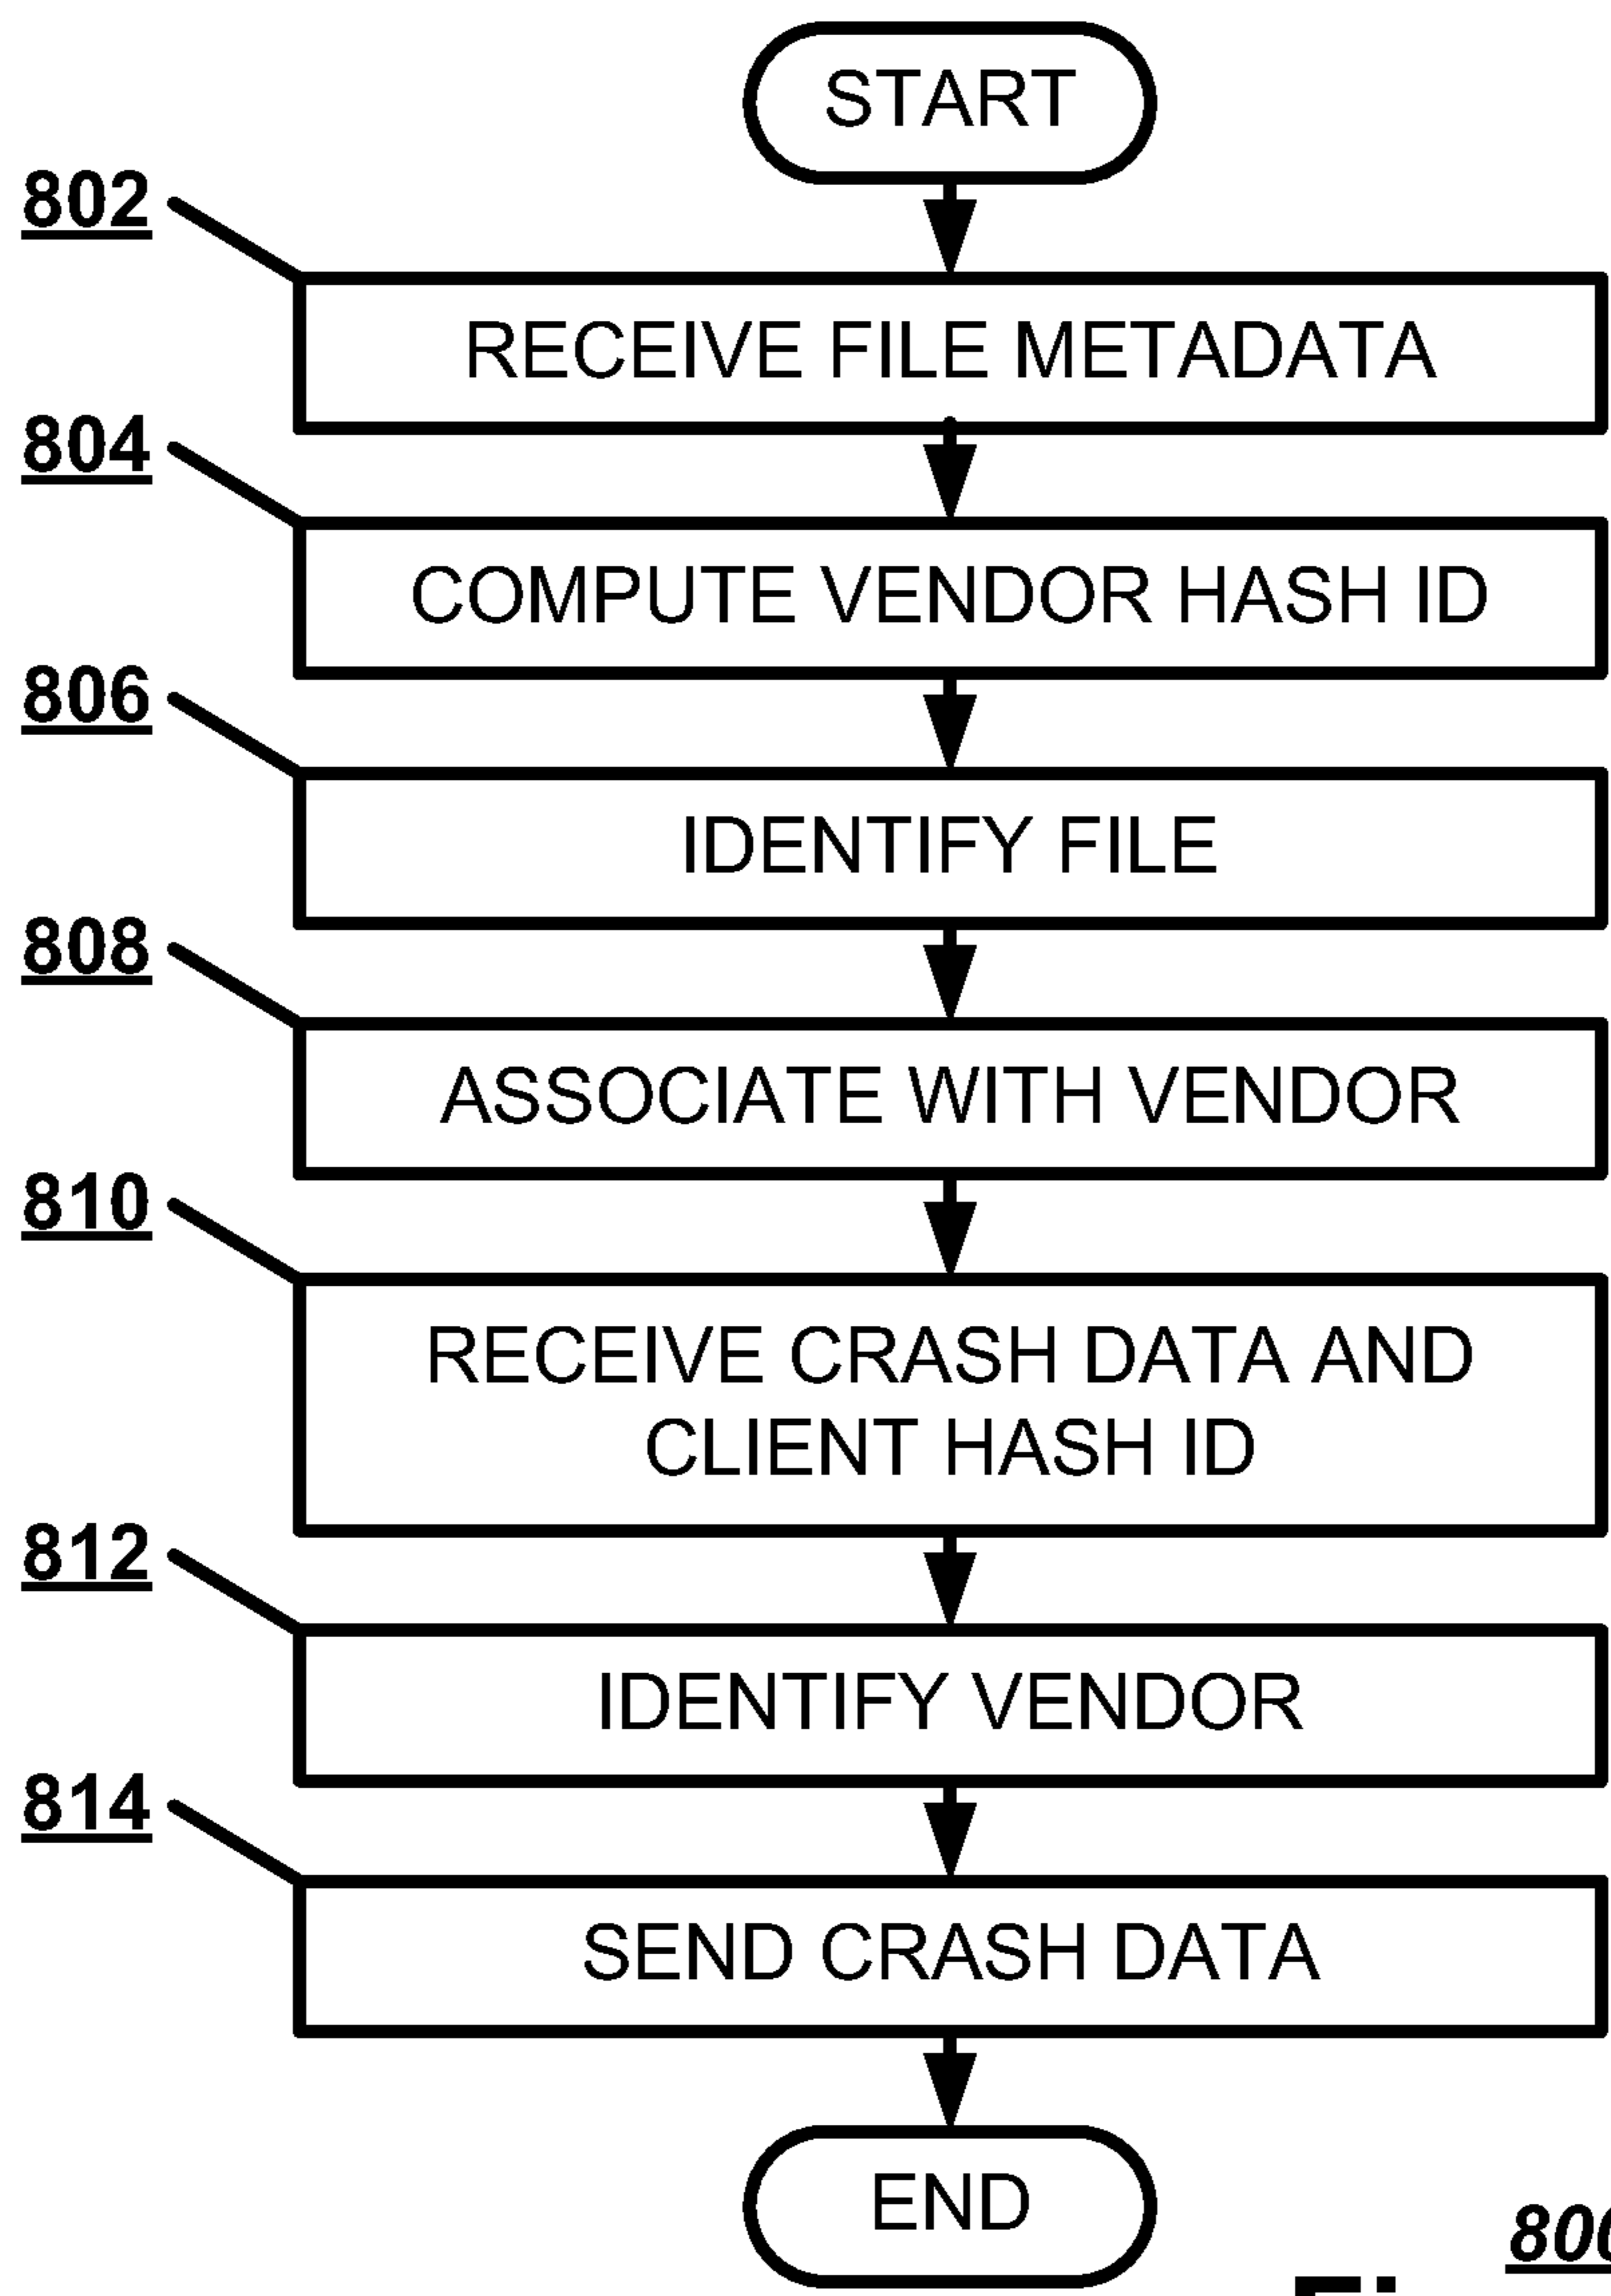 START
802
RECEIVE FILE METADATA
804
COMPUTE VENDOR HASH ID
806
IDENTIFY FILE
808
ASSOCIATE WITH VENDOR
810
RECEIVE CRASH DATA AND
CLIENT HASH ID
812
IDENTIFY VENDOR
814
SEND CRASH DATA
END